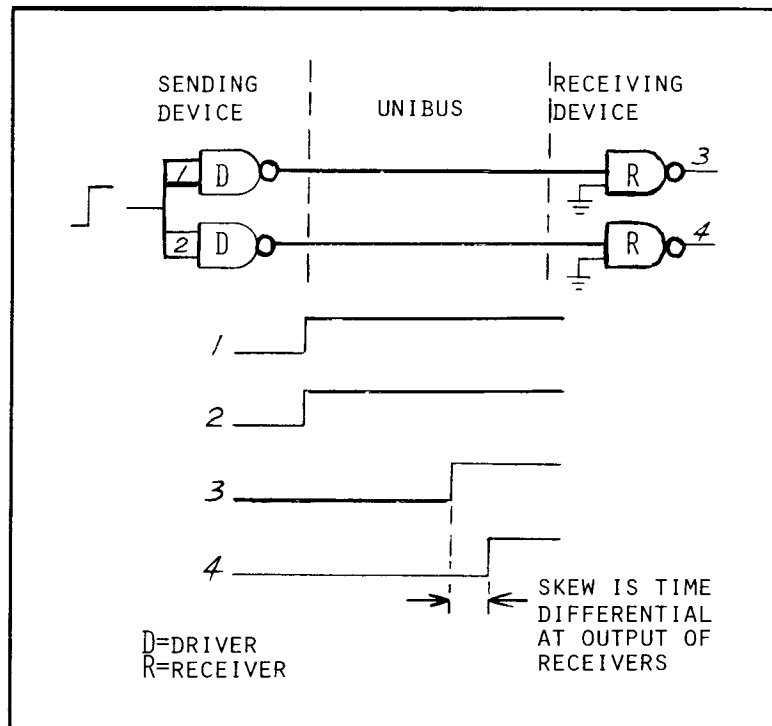 SENDING
DEVICE
UNIBUS
RECEIVING
DEVICE
1 D
R 3
2 D
R 4
1
2
3
4
SKEW IS TIME
DIFFERENTIAL
AT OUTPUT OF
RECEIVERS
D=DRIVER
R=RECEIVER